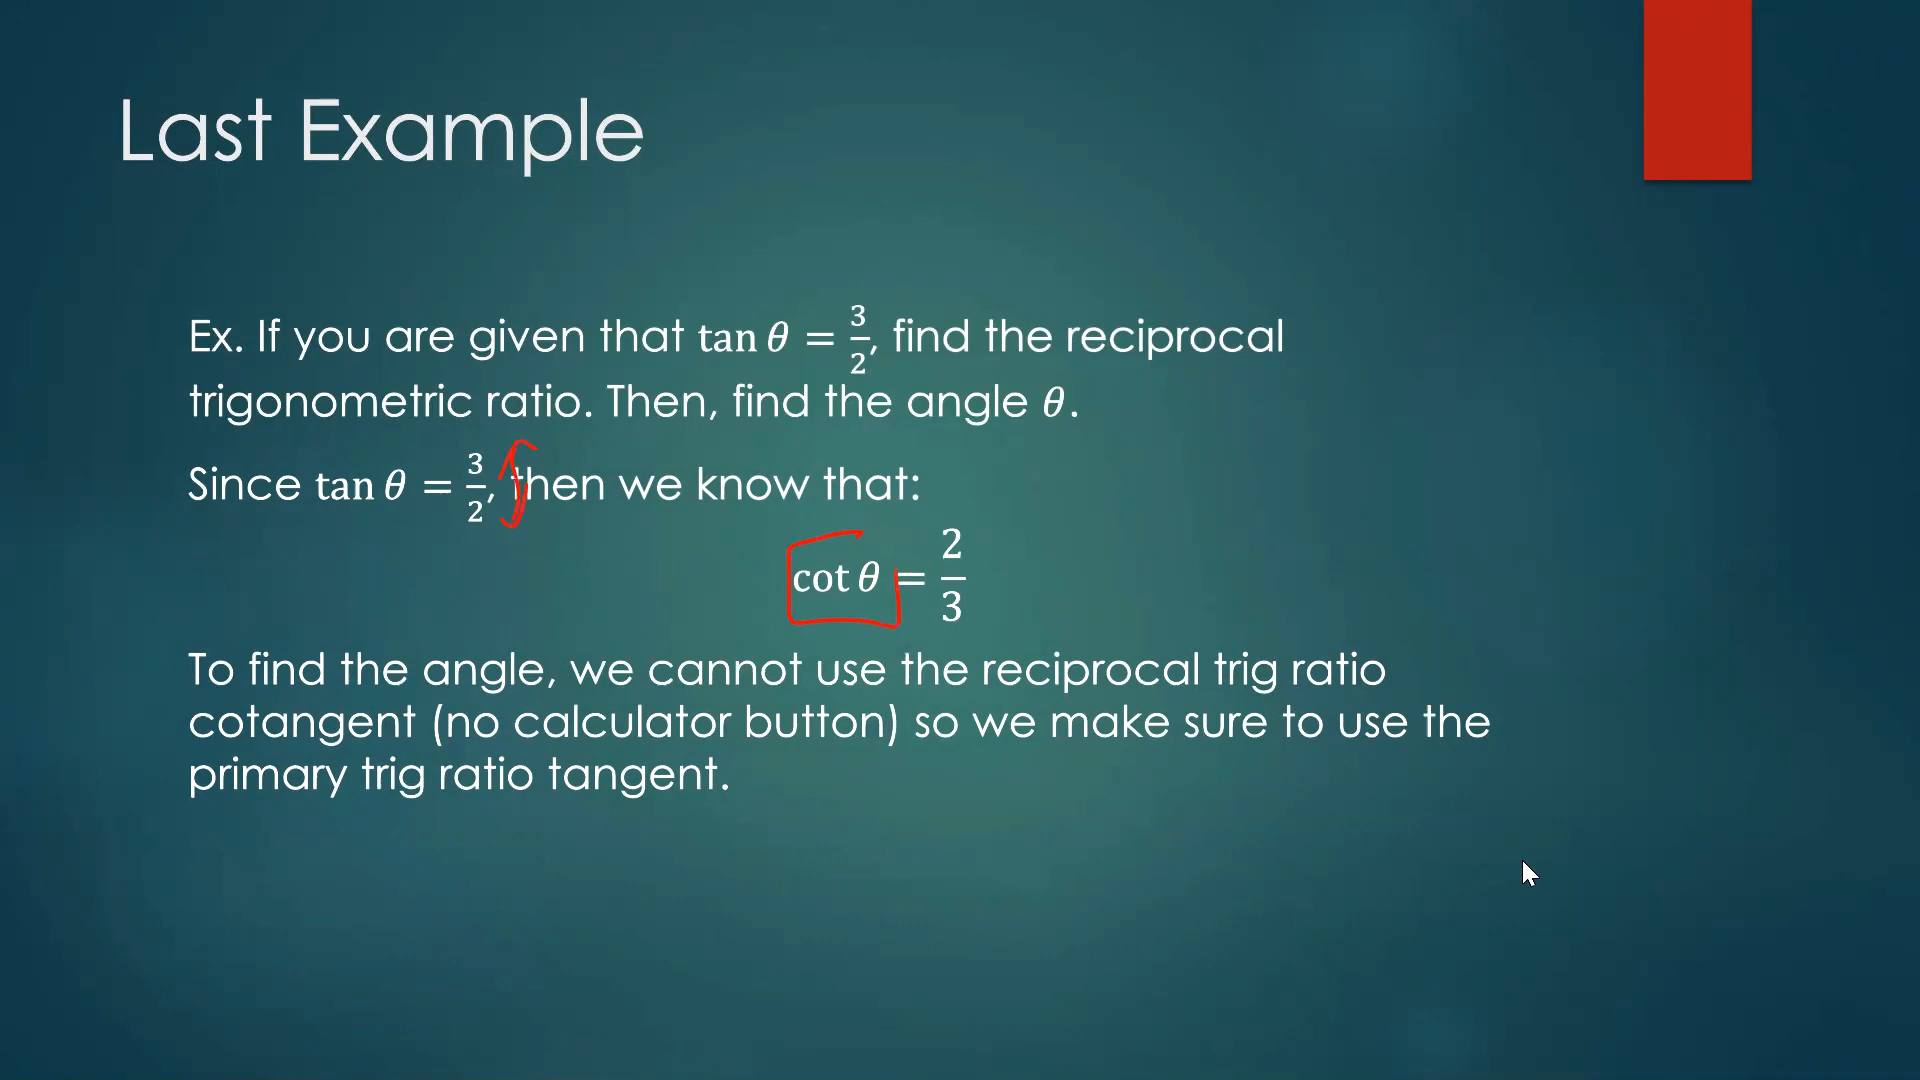 Last Example
Ex. If you are given that tan θ = 3/2, find the reciprocal
trigonometric ratio. Then, find the angle θ.
Since tan θ = 3/2, then we know that:
cot θ = 2/3
To find the angle, we cannot use the reciprocal trig ratio
cotangent (no calculator button) so we make sure to use the
primary trig ratio tangent.